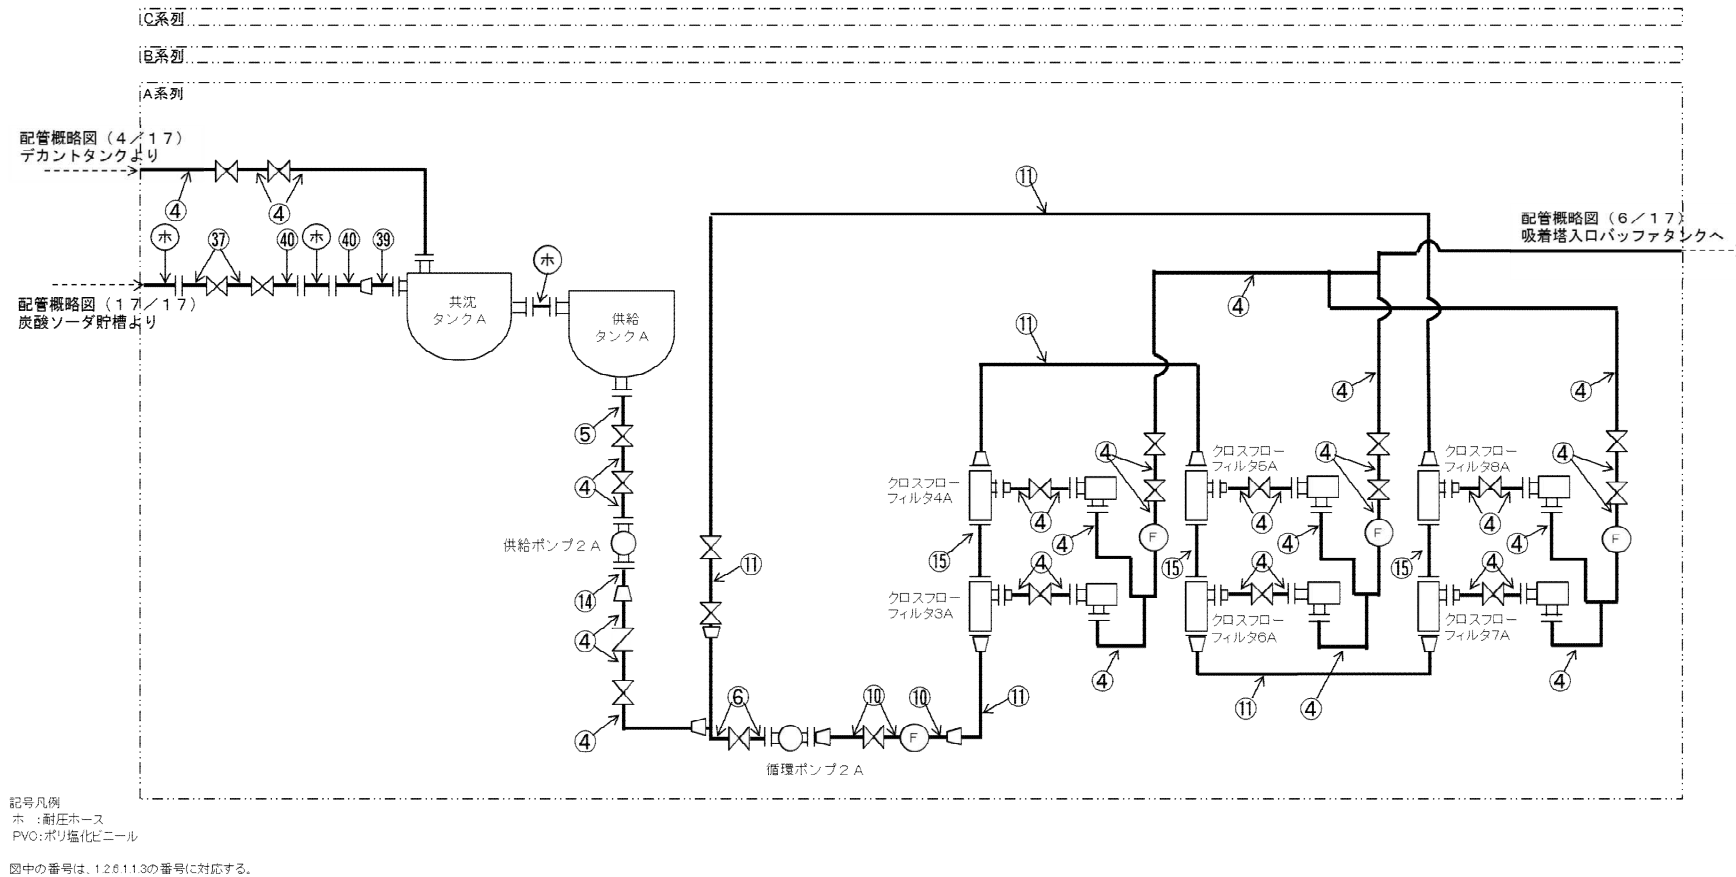 C系列
B系列
A系列
配管概略図（4／17）
デカントタンクより
④
④
⑪
ホ
㊲
㊵
ホ
㊵
㊴
ホ
配管概略図（6／17）
吸着塔入口バッファタンクへ
配管概略図（17／17）
炭酸ソーダ貯槽より
共沈
タンクA
供給
タンクA
④
⑪
④
④
⑤
④
供給ポンプ２A
⑭
④
④
⑪
クロスフロー
フィルタ4A
④
④
④
F
⑮
④
クロスフロー
フィルタ3A
④
クロスフロー
フィルタ5A
④
④
④
F
⑮
④
クロスフロー
フィルタ6A
④
クロスフロー
フィルタ8A
④
④
④
F
⑮
④
クロスフロー
フィルタ7A
④
⑥
⑩
F
⑩
⑪
⑪
循環ポンプ２A
記号凡例
ホ ：耐圧ホース
PVC：ポリ塩化ビニール
図中の番号は、1.2.6.1.1.3の番号に対応する。